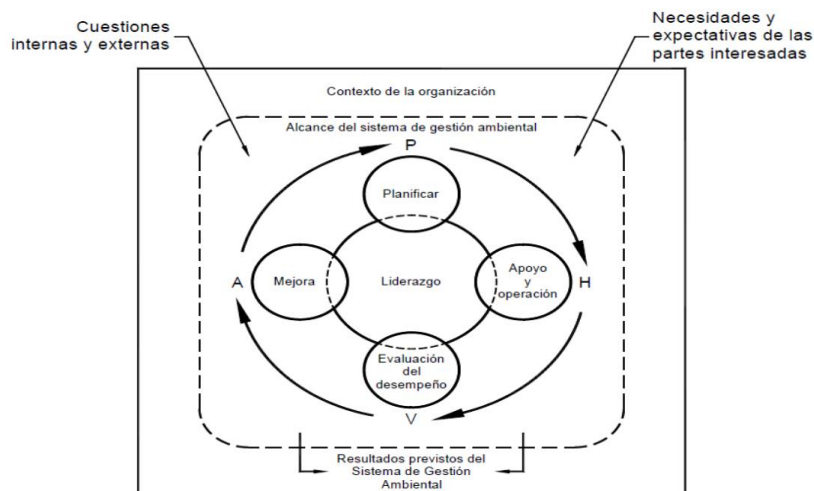 Cuestiones
internas y externas
Necesidades y
expectativas de las
partes interesadas
Contexto de la organización
Alcance del sistema de gestión ambiental
P
Planificar
A
Mejora
Liderazgo
Apoyo
y
operación
H
Evaluación
del
desempeño
V
Resultados previstos del
Sistema de Gestión
Ambiental